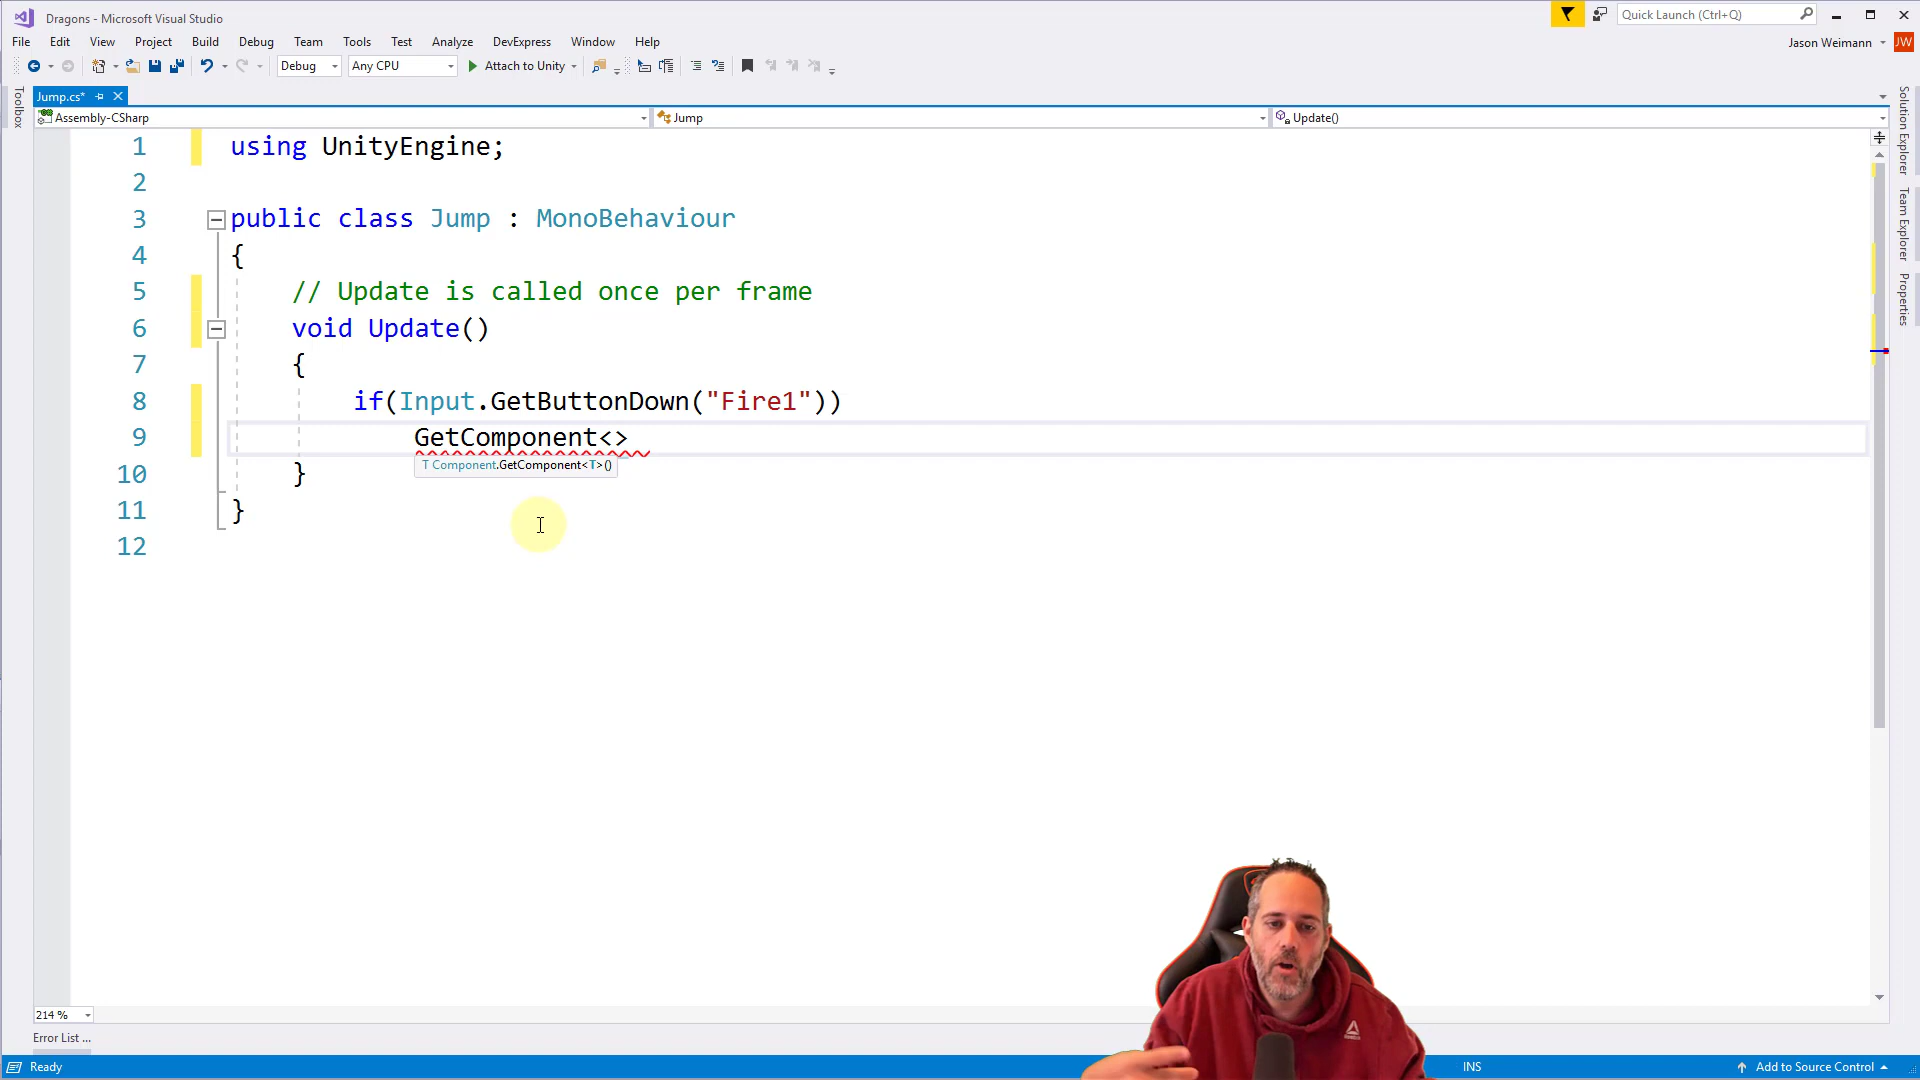 Dragons - Microsoft Visual Studio
Quick Launch (Ctrl+Q)
File Edit View Project Build Debug Team Tools Test Analyze DevExpress Window Help
Jason Weimann JW
Debug Any CPU Attach to Unity
Toolbox
Jump.cs*
Assembly-CSharp
Jump
Update()
Solution Explorer
Team Explorer
Properties
1 using UnityEngine;
2
3 public class Jump : MonoBehaviour
4 {
5 // Update is called once per frame
6 void Update()
7 {
8 if(Input.GetButtonDown("Fire1"))
9 GetComponent<>
T Component.GetComponent<T>()
10 }
11 }
12
214 %
Error List ...
Ready
INS
Add to Source Control